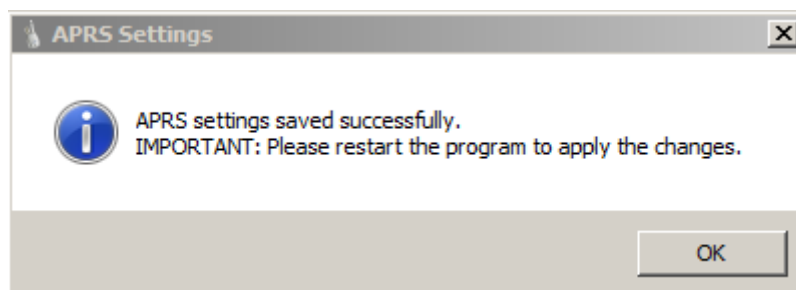 APRS Settings
APRS settings saved successfully.
IMPORTANT: Please restart the program to apply the changes.
OK